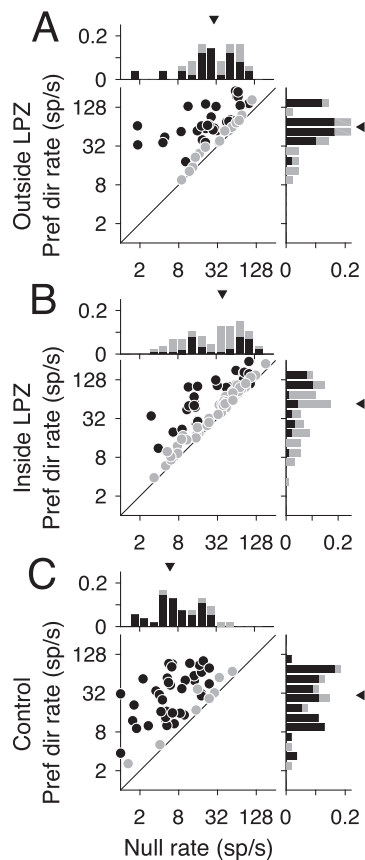 A
0.2
0
Outside LPZ
Pref dir rate (sp/s)
128
32
8
2
2 8 32 128
0 0.2
B
0.2
0
Inside LPZ
Pref dir rate (sp/s)
128
32
8
2
2 8 32 128
0 0.2
C
0.2
0
Control
Pref dir rate (sp/s)
128
32
8
2
2 8 32 128
0 0.2
Null rate (sp/s)